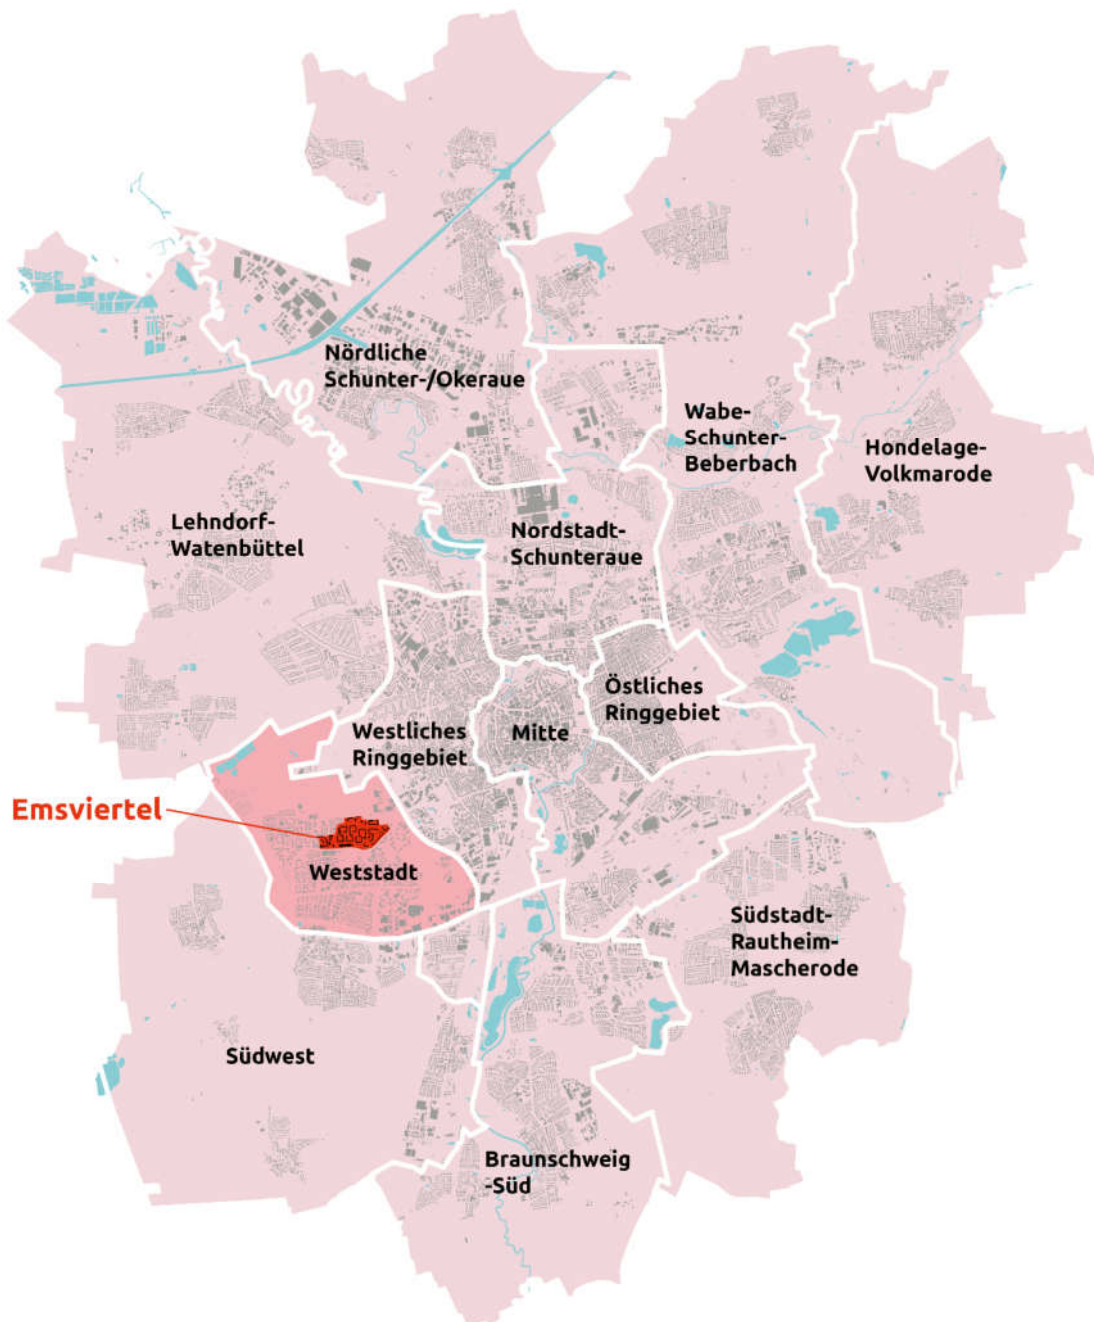 Nördliche
Schunter-/Okeraue
Wabe-
Schunter-
Beberbach
Hondelage-
Volkmarode
Lehndorf-
Watenbüttel
Nordstadt-
Schunteraue
Östliches
Ringgebiet
Westliches
Ringgebiet
Mitte
Emsviertel
Weststadt
Südstadt-
Rautheim-
Mascherode
Südwest
Braunschweig
-Süd